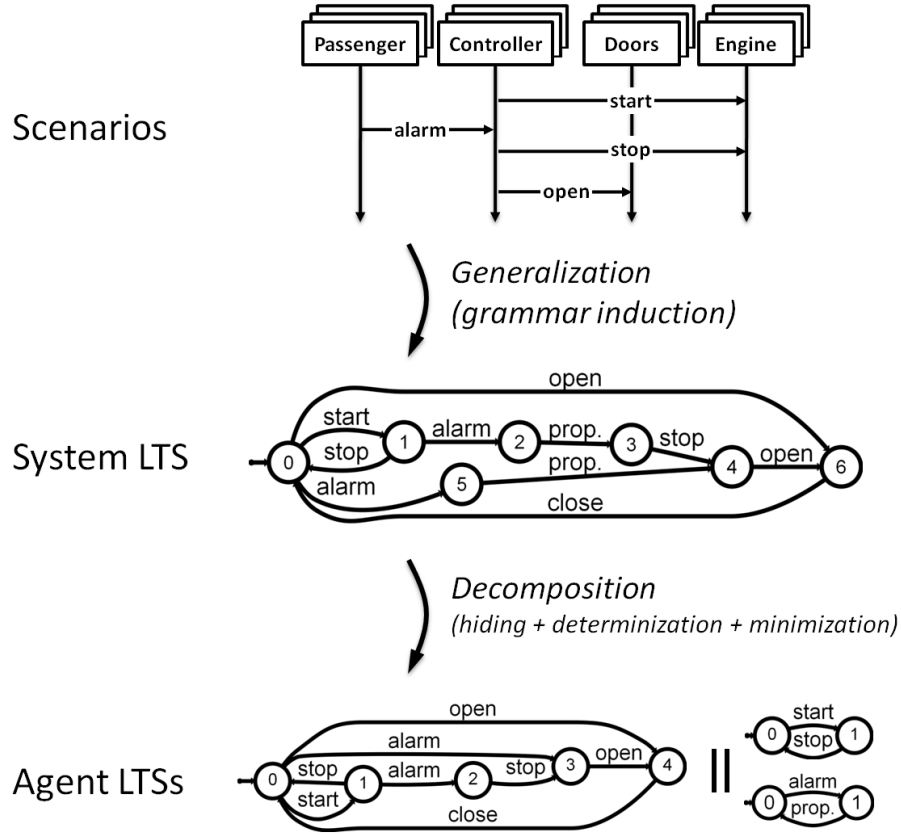 Passenger Controller Doors Engine
Scenarios
start
alarm
stop
open
Generalization
(grammar induction)
System LTS
open
start
alarm
prop.
stop
0
1
2
3
stop
prop.
4
open
6
alarm
5
close
Decomposition
(hiding + determinization + minimization)
Agent LTSs
open
alarm
0
stop
1
alarm
2
stop
3
open
4
start
close
||
0
start
stop
1
0
alarm
prop.
1